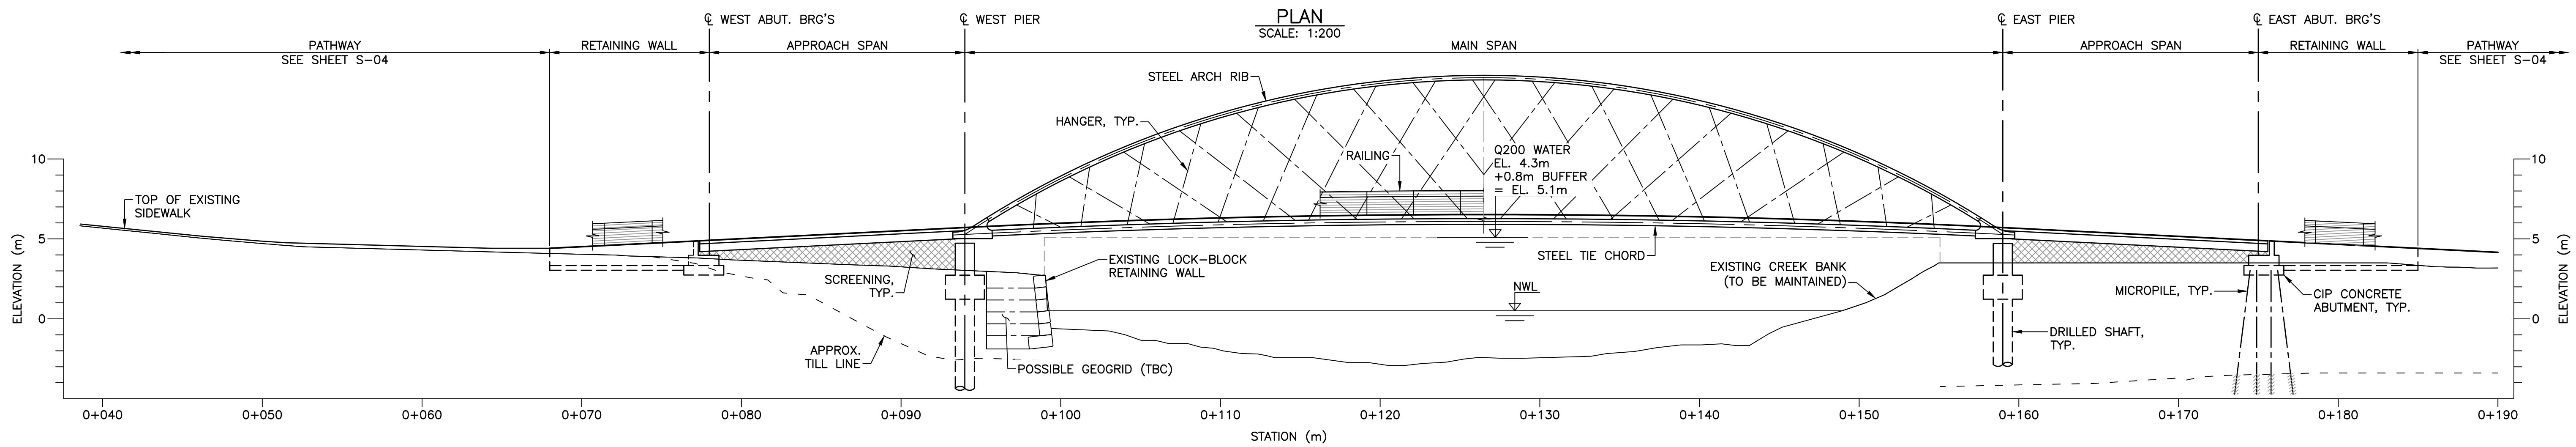 PLAN
SCALE: 1:200
℄ WEST ABUT. BRG'S
℄ WEST PIER
℄ EAST PIER
℄ EAST ABUT. BRG'S
PATHWAY
SEE SHEET S-04
RETAINING WALL
APPROACH SPAN
MAIN SPAN
APPROACH SPAN
RETAINING WALL
PATHWAY
SEE SHEET S-04
STEEL ARCH RIB
HANGER, TYP.
RAILING
Q200 WATER
EL. 4.3m
+0.8m BUFFER
= EL. 5.1m
TOP OF EXISTING
SIDEWALK
SCREENING,
TYP.
EXISTING LOCK-BLOCK
RETAINING WALL
STEEL TIE CHORD
EXISTING CREEK BANK
(TO BE MAINTAINED)
NWL
MICROPILE, TYP.
CIP CONCRETE
ABUTMENT, TYP.
DRILLED SHAFT,
TYP.
APPROX.
TILL LINE
POSSIBLE GEOGRID (TBC)
10
5
0
ELEVATION (m)
10
5
0
ELEVATION (m)
0+040
0+050
0+060
0+070
0+080
0+090
0+100
0+110
0+120
0+130
0+140
0+150
0+160
0+170
0+180
0+190
STATION (m)